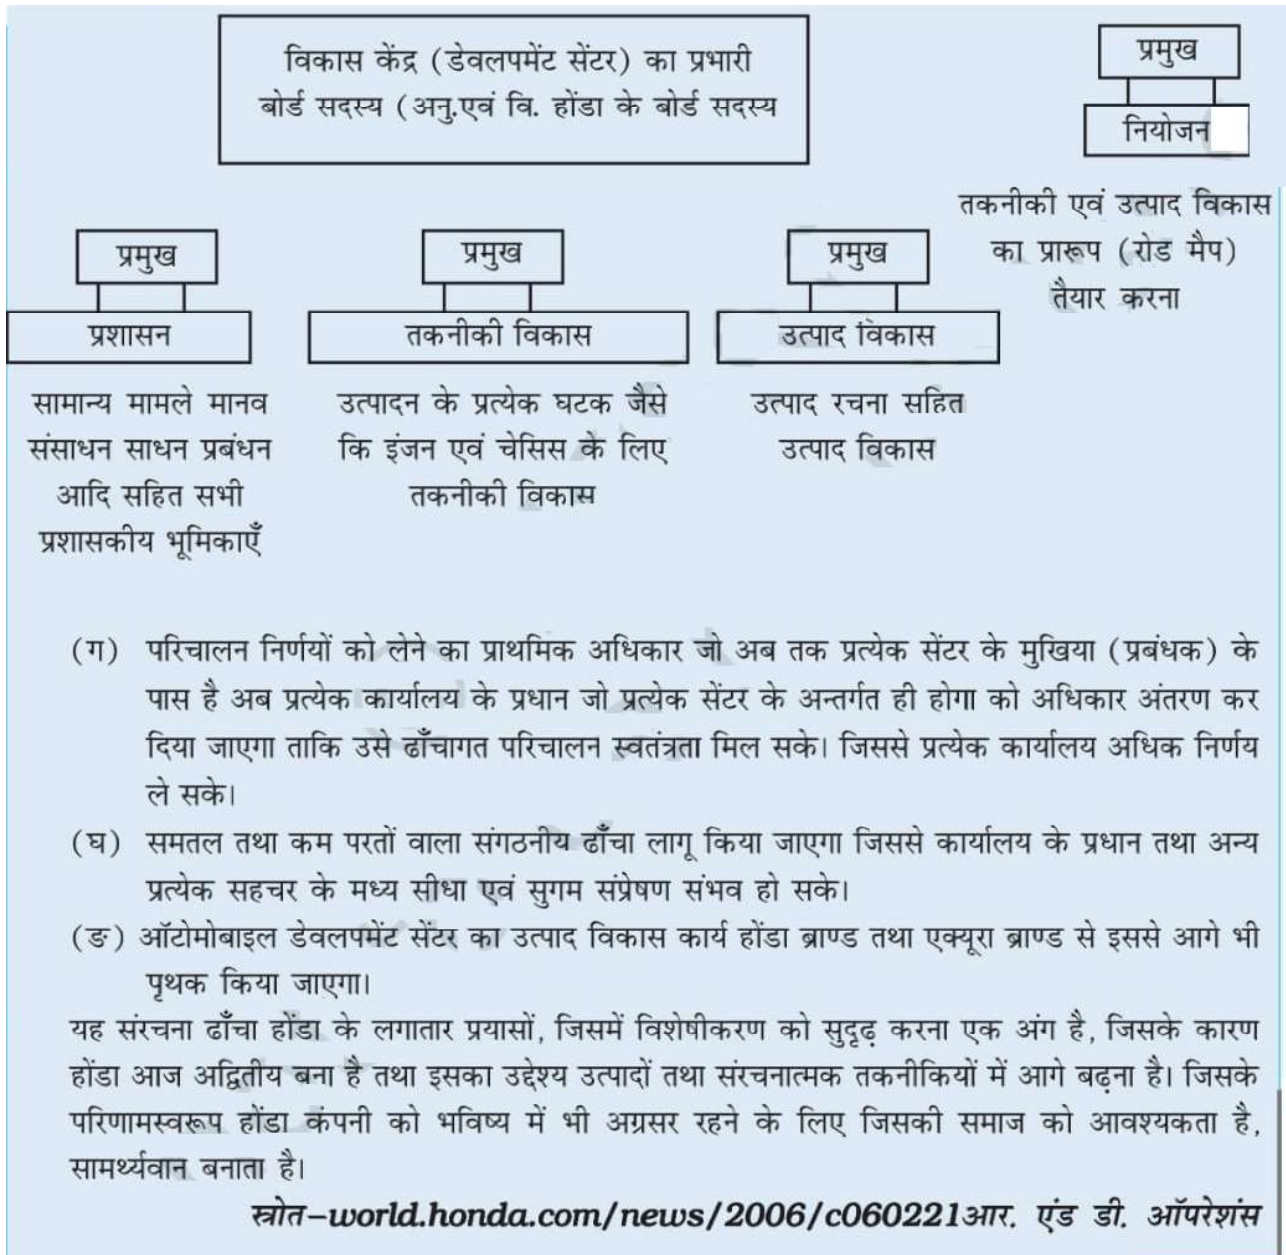 विकास केंद्र (डेवलपमेंट सेंटर) का प्रभारी
बोर्ड सदस्य (अनु.एवं वि. होंडा के बोर्ड सदस्य
प्रमुख
नियोजन
तकनीकी एवं उत्पाद विकास
का प्रारूप (रोड मैप)
तैयार करना
प्रमुख
प्रशासन
सामान्य मामले मानव
संसाधन साधन प्रबंधन
आदि सहित सभी
प्रशासकीय भूमिकाएँ
प्रमुख
तकनीकी विकास
उत्पादन के प्रत्येक घटक जैसे
कि इंजन एवं चेसिस के लिए
तकनीकी विकास
प्रमुख
उत्पाद विकास
उत्पाद रचना सहित
उत्पाद विकास
(ग) परिचालन निर्णयों को लेने का प्राथमिक अधिकार जो अब तक प्रत्येक सेंटर के मुखिया (प्रबंधक) के
पास है अब प्रत्येक कार्यालय के प्रधान जो प्रत्येक सेंटर के अन्तर्गत ही होगा को अधिकार अंतरण कर
दिया जाएगा ताकि उसे ढाँचागत परिचालन स्वतंत्रता मिल सके। जिससे प्रत्येक कार्यालय अधिक निर्णय
ले सके।
(घ) समतल तथा कम परतों वाला संगठनीय ढाँचा लागू किया जाएगा जिससे कार्यालय के प्रधान तथा अन्य
प्रत्येक सहचर के मध्य सीधा एवं सुगम संप्रेषण संभव हो सके।
(ङ) ऑटोमोबाइल डेवलपमेंट सेंटर का उत्पाद विकास कार्य होंडा ब्राण्ड तथा एक्यूरा ब्राण्ड से इससे आगे भी
पृथक किया जाएगा।
यह संरचना ढाँचा होंडा के लगातार प्रयासों, जिसमें विशेषीकरण को सुदृढ़ करना एक अंग है, जिसके कारण
होंडा आज अद्वितीय बना है तथा इसका उद्देश्य उत्पादों तथा संरचनात्मक तकनीकियों में आगे बढ़ना है। जिसके
परिणामस्वरूप होंडा कंपनी को भविष्य में भी अग्रसर रहने के लिए जिसकी समाज को आवश्यकता है,
सामर्थ्यवान बनाता है।
स्त्रोत–world.honda.com/news/2006/c060221आर. एंड डी. ऑपरेशंस